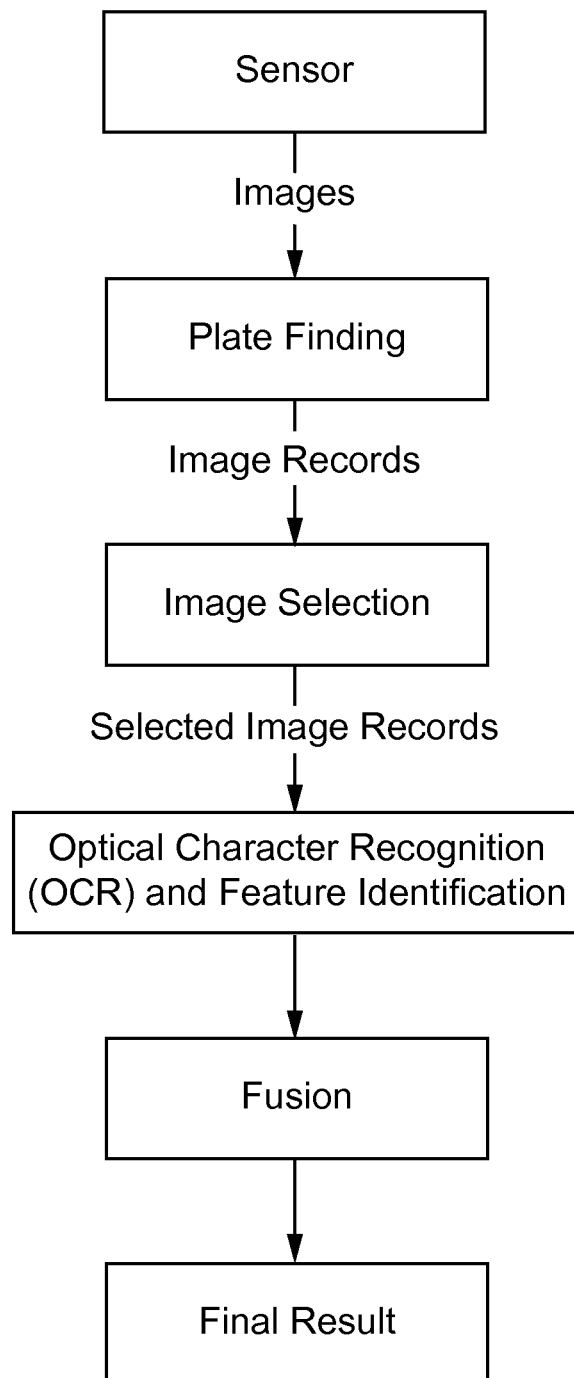 Sensor
Images
Plate Finding
Image Records
Image Selection
Selected Image Records
Optical Character Recognition
(OCR) and Feature Identification
Fusion
Final Result